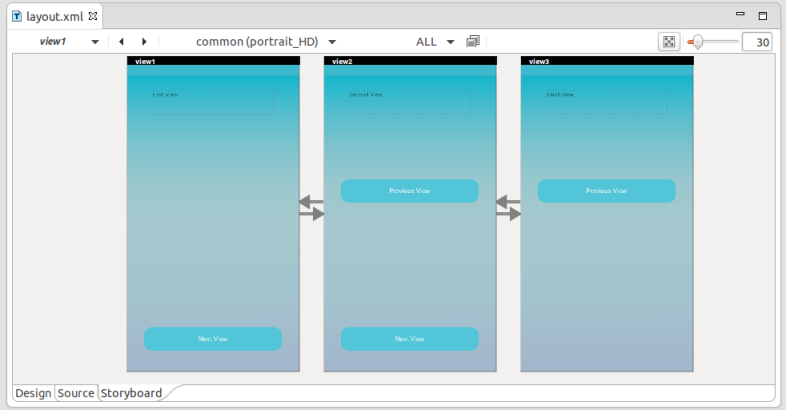 layout.xml
view1
common (portrait_HD)
ALL
30
view1
view2
view3
First View
Second View
Third View
Previous View
Previous View
Next View
Next View
Design
Source
Storyboard